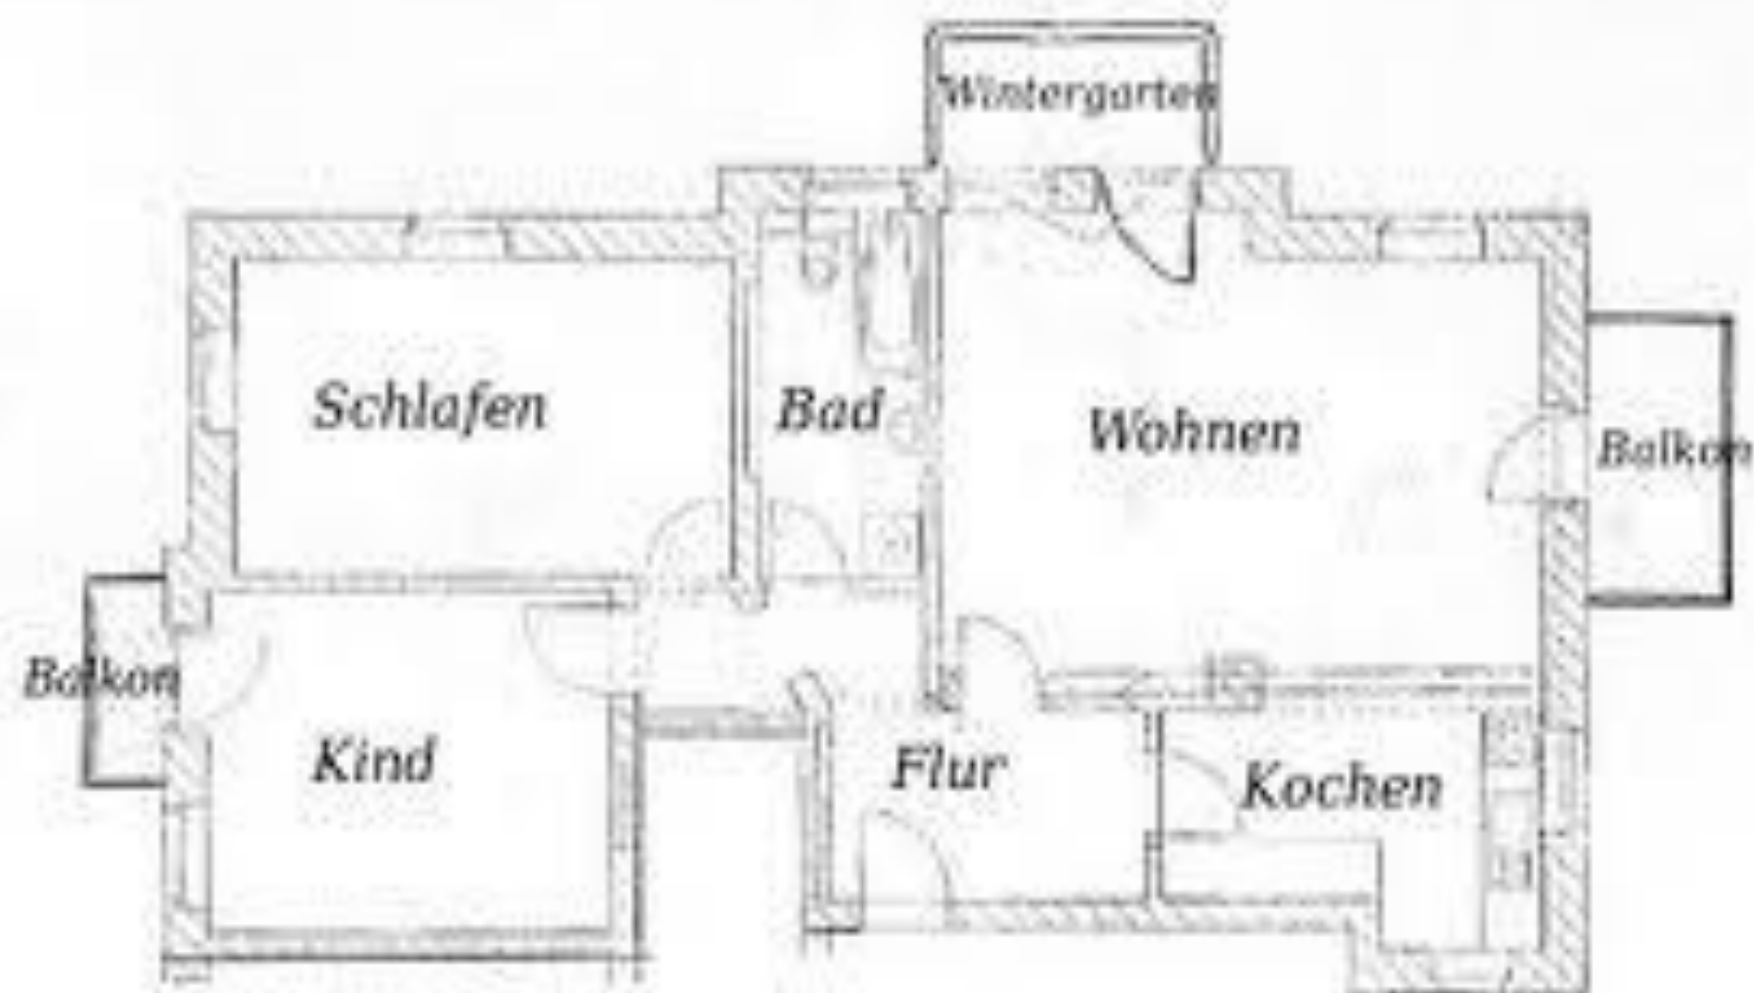 Wintergarten
Schlafen
Bad
Wohnen
Balkon
Balkon
Kind
Flur
Kochen